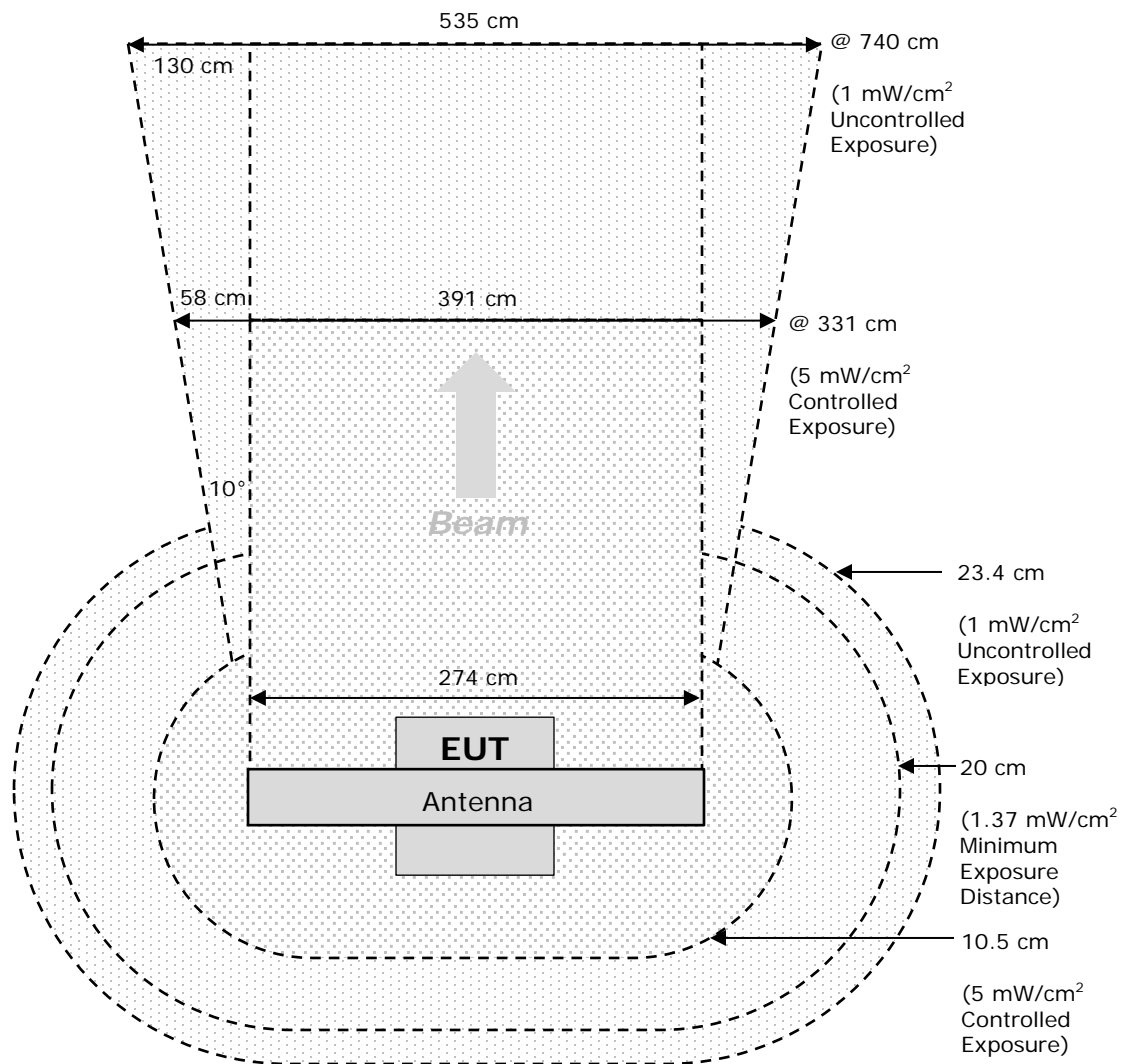 535 cm
@ 740 cm
130 cm
(1 mW/cm²
Uncontrolled
Exposure)
58 cm
391 cm
@ 331 cm
(5 mW/cm²
Controlled
Exposure)
10°
Beam
23.4 cm
(1 mW/cm²
Uncontrolled
Exposure)
274 cm
EUT
20 cm
Antenna
(1.37 mW/cm²
Minimum
Exposure
Distance)
10.5 cm
(5 mW/cm²
Controlled
Exposure)